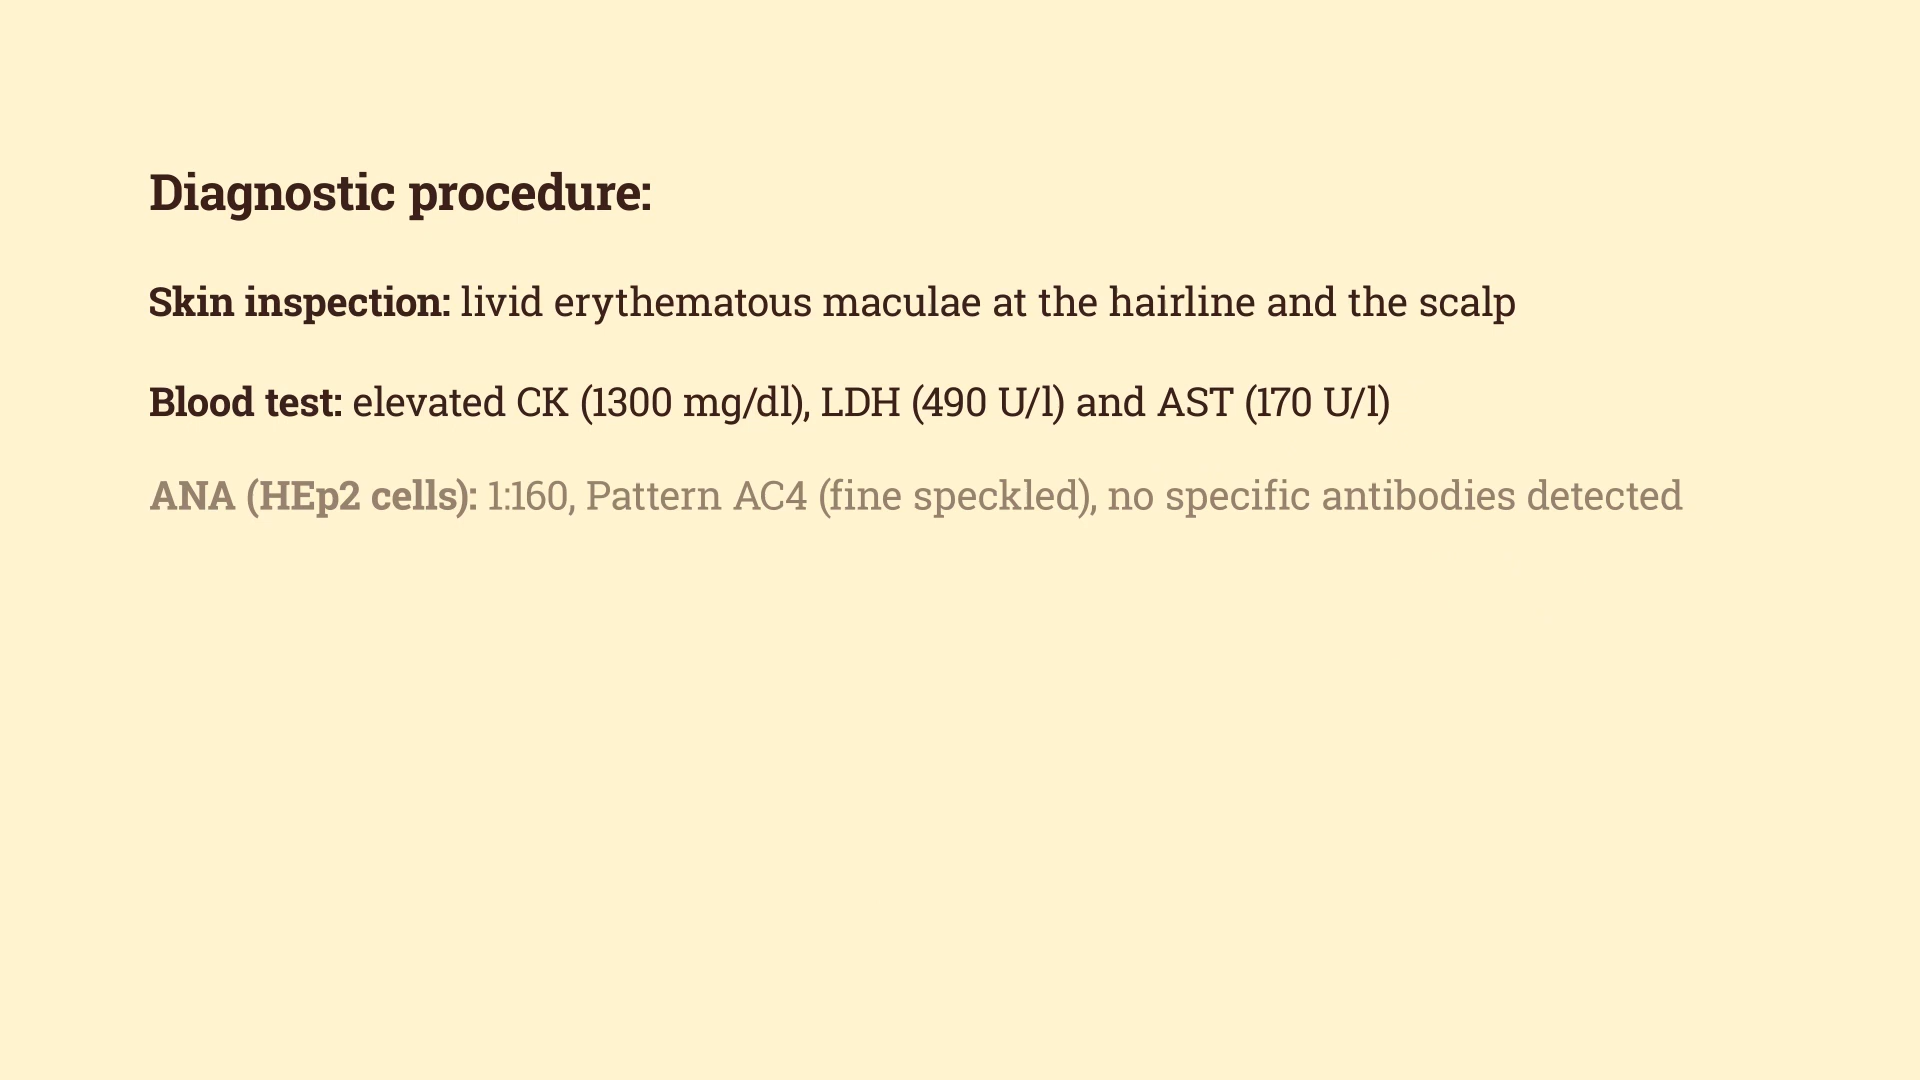 Diagnostic procedure:
Skin inspection: livid erythematous maculae at the hairline and the scalp
Blood test: elevated CK (1300 mg/dl), LDH (490 U/l) and AST (170 U/l)
ANA (HEp2 cells): 1:160, Pattern AC4 (fine speckled), no specific antibodies detected